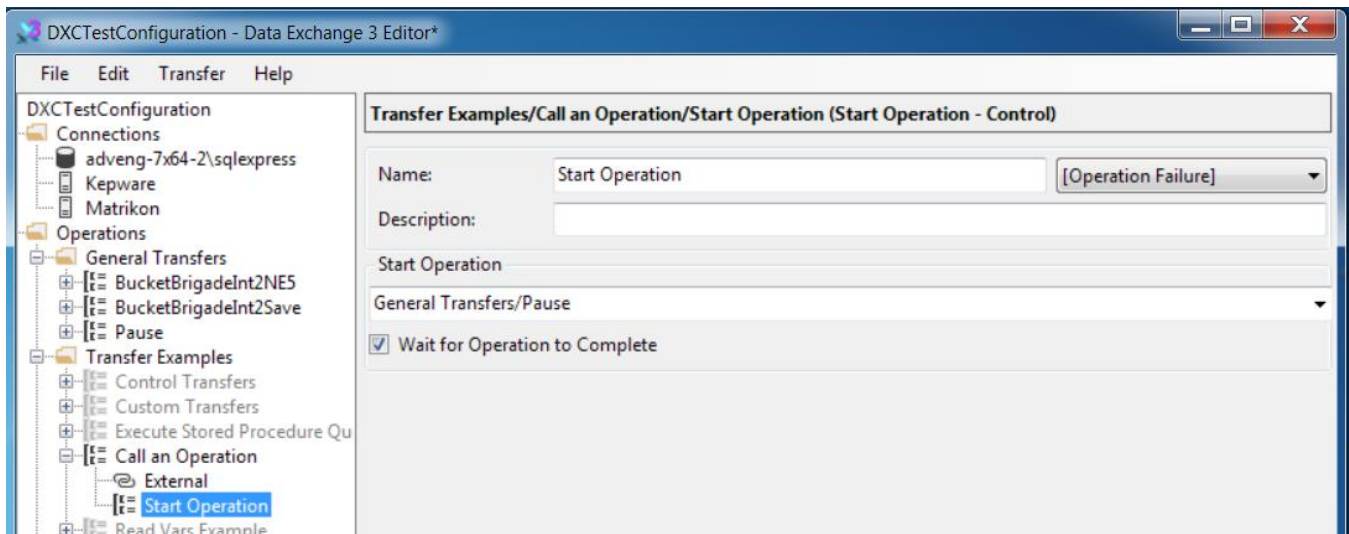 DXCTestConfiguration - Data Exchange 3 Editor*
File Edit Transfer Help
DXCTestConfiguration
Connections
adveng-7x64-2\sqlexpress
Kepware
Matrikon
Operations
General Transfers
BucketBrigadeInt2NE5
BucketBrigadeInt2Save
Pause
Transfer Examples
Control Transfers
Custom Transfers
Execute Stored Procedure Qu
Call an Operation
External
Start Operation
Read Vars Example
Transfer Examples/Call an Operation/Start Operation (Start Operation - Control)
Name: Start Operation [Operation Failure]
Description:
Start Operation
General Transfers/Pause
Wait for Operation to Complete